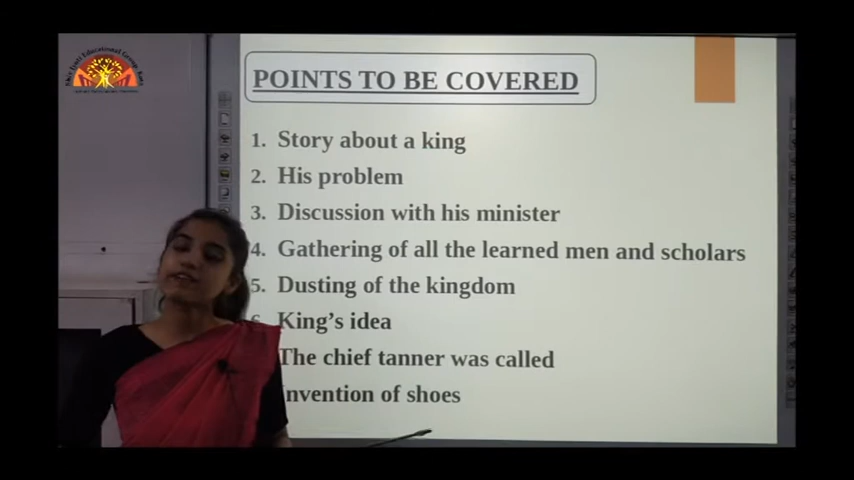 POINTS TO BE COVERED
1. Story about a king
2. His problem
3. Discussion with his minister
4. Gathering of all the learned men and scholars
5. Dusting of the kingdom
6. King's idea
The chief tanner was called
Invention of shoes